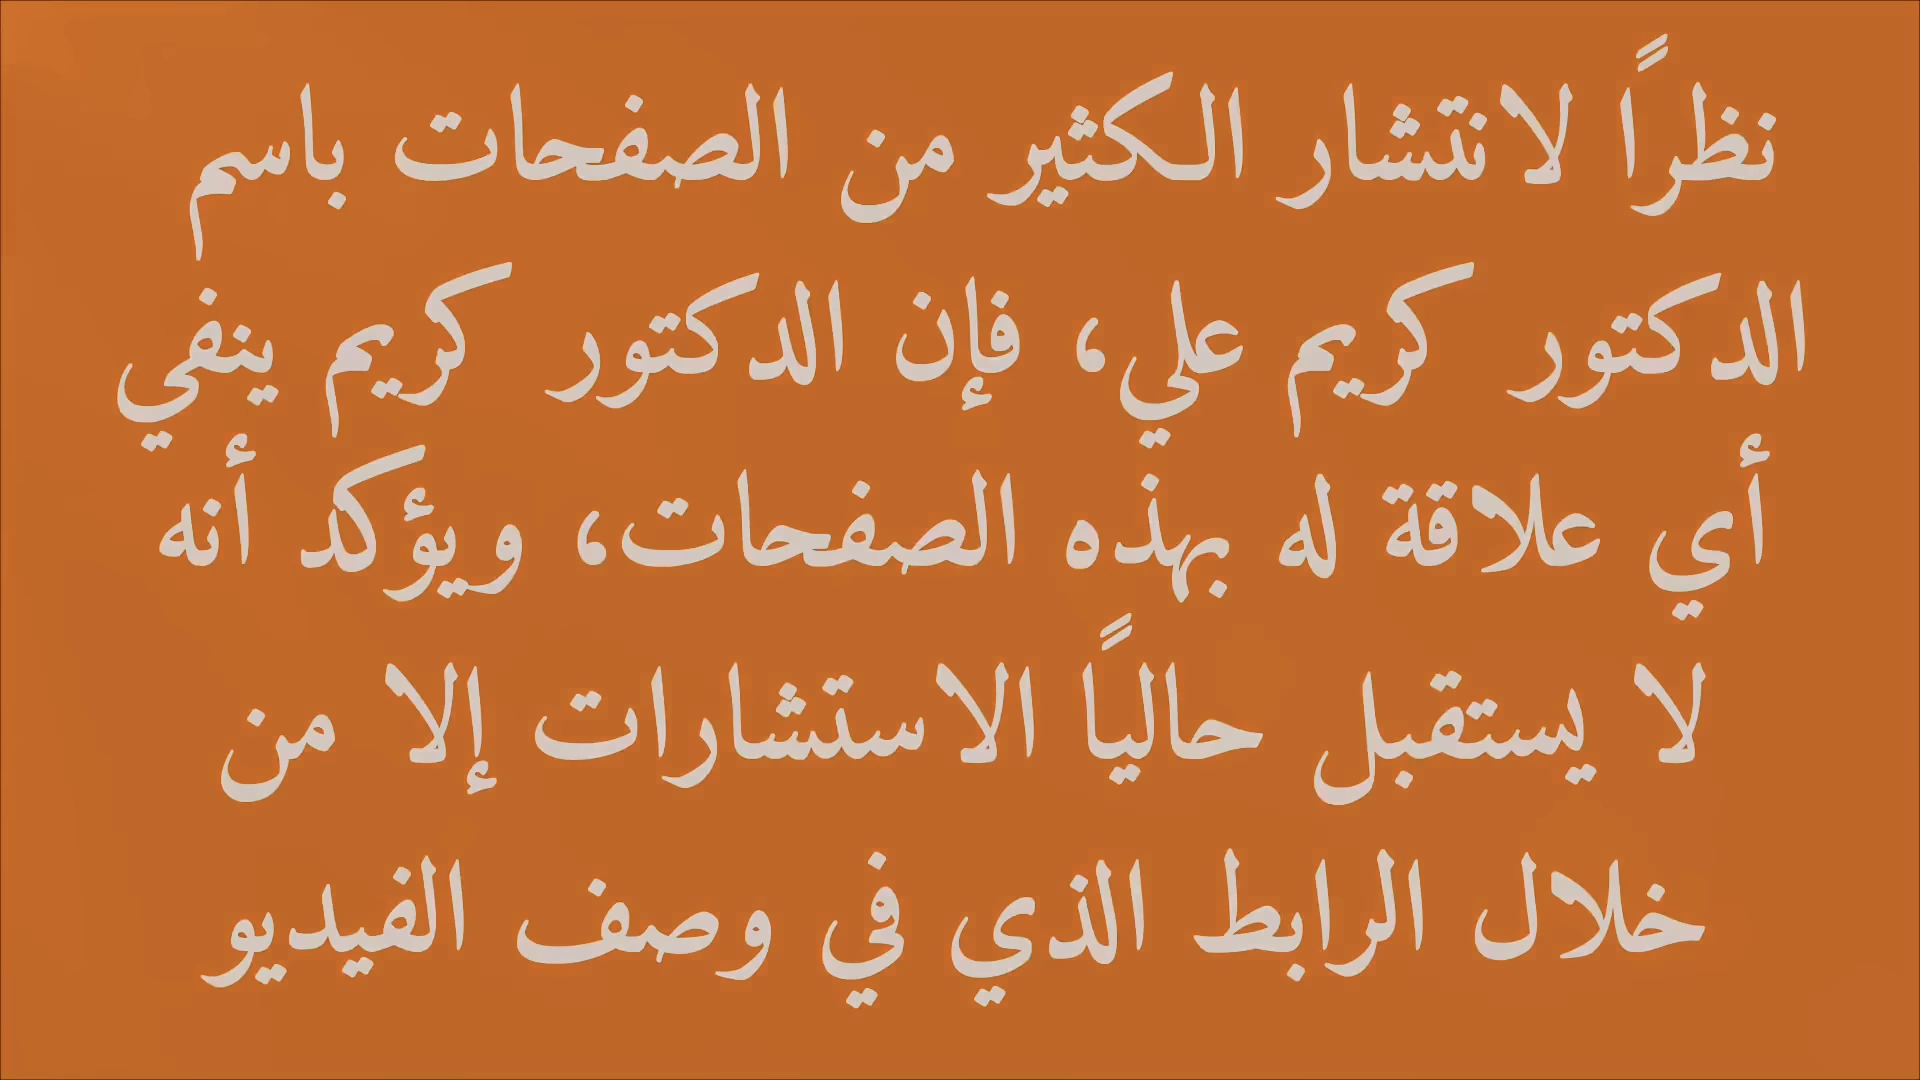 نظراً لانتشار الكثير من الصفحات باسم
الدكتور كريم علي، فإن الدكتور كريم ينفي
أي علاقة له بهذه الصفحات، ويؤكد أنه
لا يستقبل حالياً الاستشارات إلا من
خلال الرابط الذي في وصف الفيديو